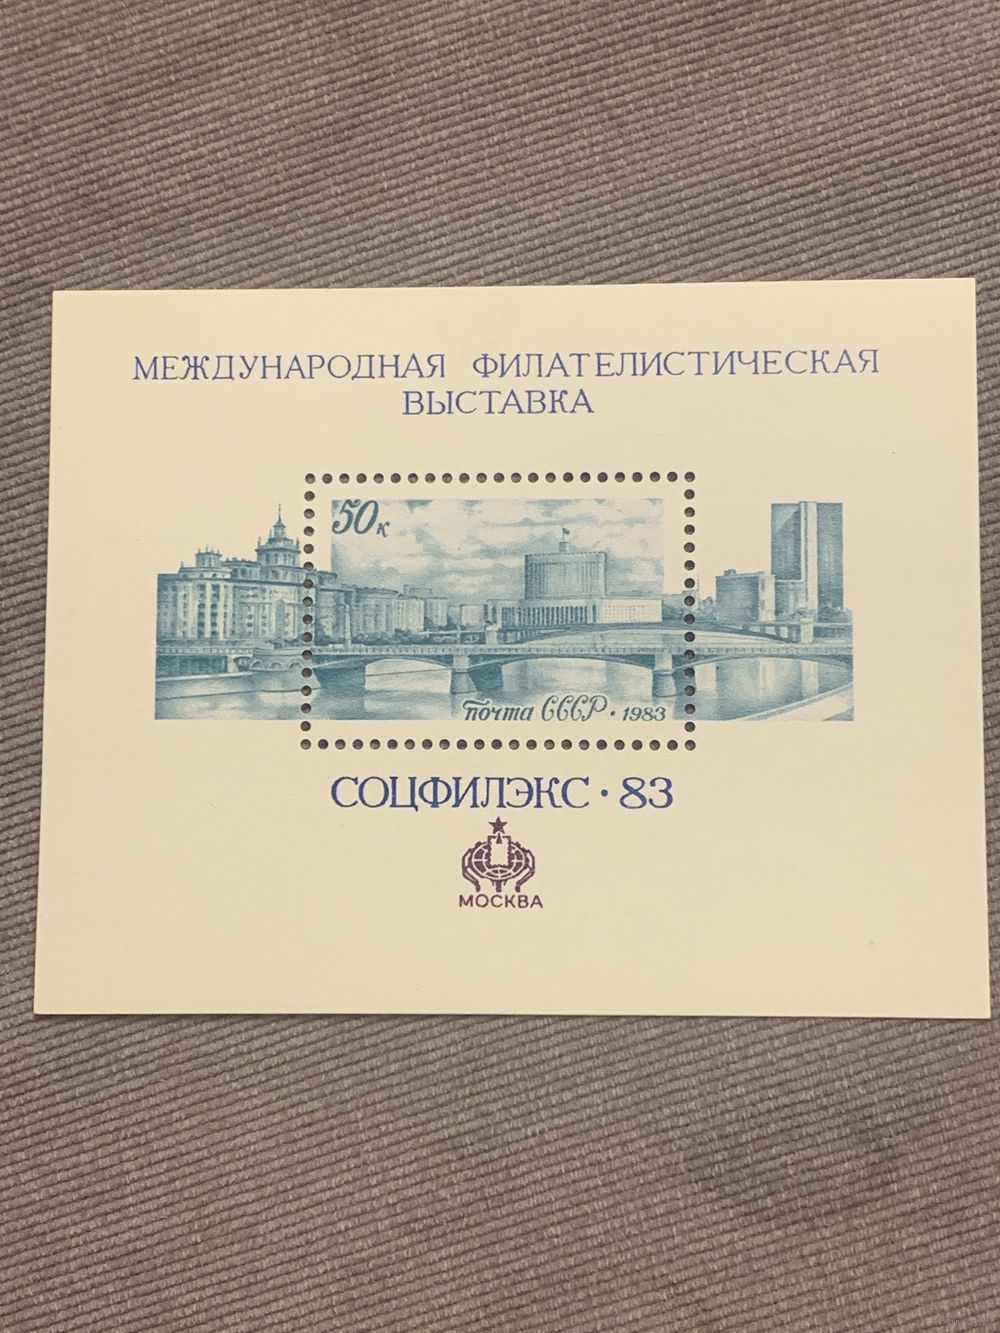 МЕЖДУНАРОДНАЯ ФИЛАТЕЛИСТИЧЕСКАЯ
ВЫСТАВКА
50к
почта СССР · 1983
СОЦФИЛЭКС · 83
МОСКВА